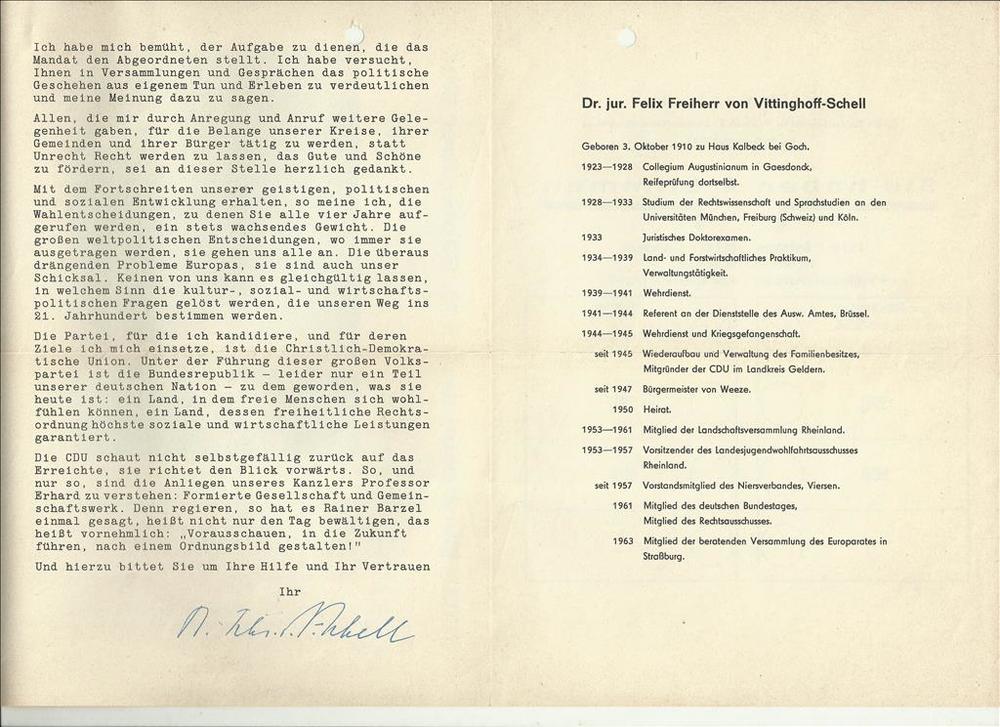 Ich habe mich bemüht, der Aufgabe zu dienen, die das
Mandat den Abgeordneten stellt. Ich habe versucht,
Ihnen in Versammlungen und Gesprächen das politische
Geschehen aus eigenem Tun und Erleben zu verdeutlichen
und meine Meinung dazu zu sagen.
Allen, die mir durch Anregung und Anruf weitere Gele-
genheit gaben, für die Belange unserer Kreise, ihrer
Gemeinden und ihrer Bürger tätig zu werden, statt
Unrecht Recht werden zu lassen, das Gute und Schöne
zu fördern, sei an dieser Stelle herzlich gedankt.
Mit dem Fortschreiten unserer geistigen, politischen
und sozialen Entwicklung erhalten, so meine ich, die
Wahlentscheidungen, zu denen Sie alle vier Jahre auf-
gerufen werden, ein stets wachsendes Gewicht. Die
großen weltpolitischen Entscheidungen, wo immer sie
ausgetragen werden, sie gehen uns alle an. Die überaus
drängenden Probleme Europas, sie sind auch unser
Schicksal. Keinen von uns kann es gleichgültig lassen,
in welchem Sinn die kultur-, sozial- und wirtschafts-
politischen Fragen gelöst werden, die unseren Weg ins
21. Jahrhundert bestimmen werden.
Die Partei, für die ich kandidiere, und für deren
Ziele ich mich einsetze, ist die Christlich-Demokra-
tische Union. Unter der Führung dieser großen Volks-
partei ist die Bundesrepublik – leider nur ein Teil
unserer deutschen Nation – zu dem geworden, was sie
heute ist: ein Land, in dem freie Menschen sich wohl-
fühlen können, ein Land, dessen freiheitliche Rechts-
ordnung höchste soziale und wirtschaftliche Leistungen
garantiert.
Die CDU schaut nicht selbstgefällig zurück auf das
Erreichte, sie richtet den Blick vorwärts. So, und
nur so, sind die Anliegen unseres Kanzlers Professor
Erhard zu verstehen: Formierte Gesellschaft und Gemein-
schaftswerk. Denn regieren, so hat es Rainer Barzel
einmal gesagt, heißt nicht nur den Tag bewältigen, das
heißt vornehmlich: „Vorausschauen, in die Zukunft
führen, nach einem Ordnungsbild gestalten!"
Und hierzu bittet Sie um Ihre Hilfe und Ihr Vertrauen
Ihr
Dr. jur. Felix Freiherr von Vittinghoff-Schell
Geboren 3. Oktober 1910 zu Haus Kalbeck bei Goch.
1923—1928 Collegium Augustinianum in Gaesdonck,
Reifeprüfung dortselbst.
1928—1933 Studium der Rechtswissenschaft und Sprachstudien an den
Universitäten München, Freiburg (Schweiz) und Köln.
1933 Juristisches Doktorexamen.
1934—1939 Land- und Forstwirtschaftliches Praktikum,
Verwaltungstätigkeit.
1939—1941 Wehrdienst.
1941—1944 Referent an der Dienststelle des Ausw. Amtes, Brüssel.
1944—1945 Wehrdienst und Kriegsgefangenschaft.
seit 1945 Wiederaufbau und Verwaltung des Familienbesitzes,
Mitgründer der CDU im Landkreis Geldern.
seit 1947 Bürgermeister von Weeze.
1950 Heirat.
1953—1961 Mitglied der Landschaftsversammlung Rheinland.
1953—1957 Vorsitzender des Landesjugendwohlfahrtsausschusses
Rheinland.
seit 1957 Vorstandsmitglied des Niersverbandes, Viersen.
1961 Mitglied des deutschen Bundestages,
Mitglied des Rechtsausschusses.
1963 Mitglied der beratenden Versammlung des Europarates in
Straßburg.